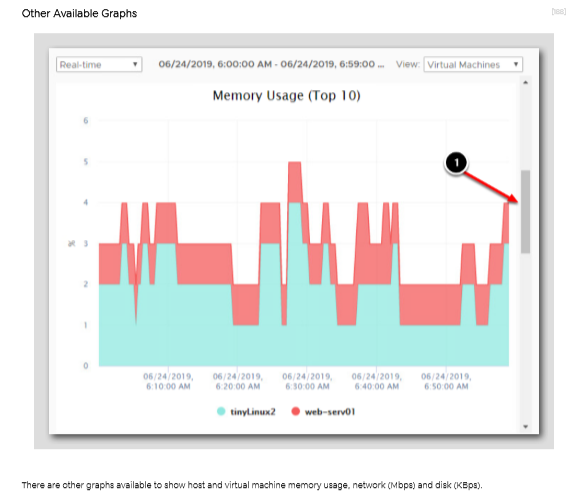 Other Available Graphs
Real-time 06/24/2019, 6:00:00 AM - 06/24/2019, 6:59:00 ... View: Virtual Machines
Memory Usage (Top 10)
6
5
1
4
%
3
2
1
0
06/24/2019, 06/24/2019, 06/24/2019, 06/24/2019, 06/24/2019,
6:10:00 AM 6:20:00 AM 6:30:00 AM 6:40:00 AM 6:50:00 AM
tinyLinux2 web-serv01
There are other graphs available to show host and virtual machine memory usage, network (Mbps) and disk (KBps).